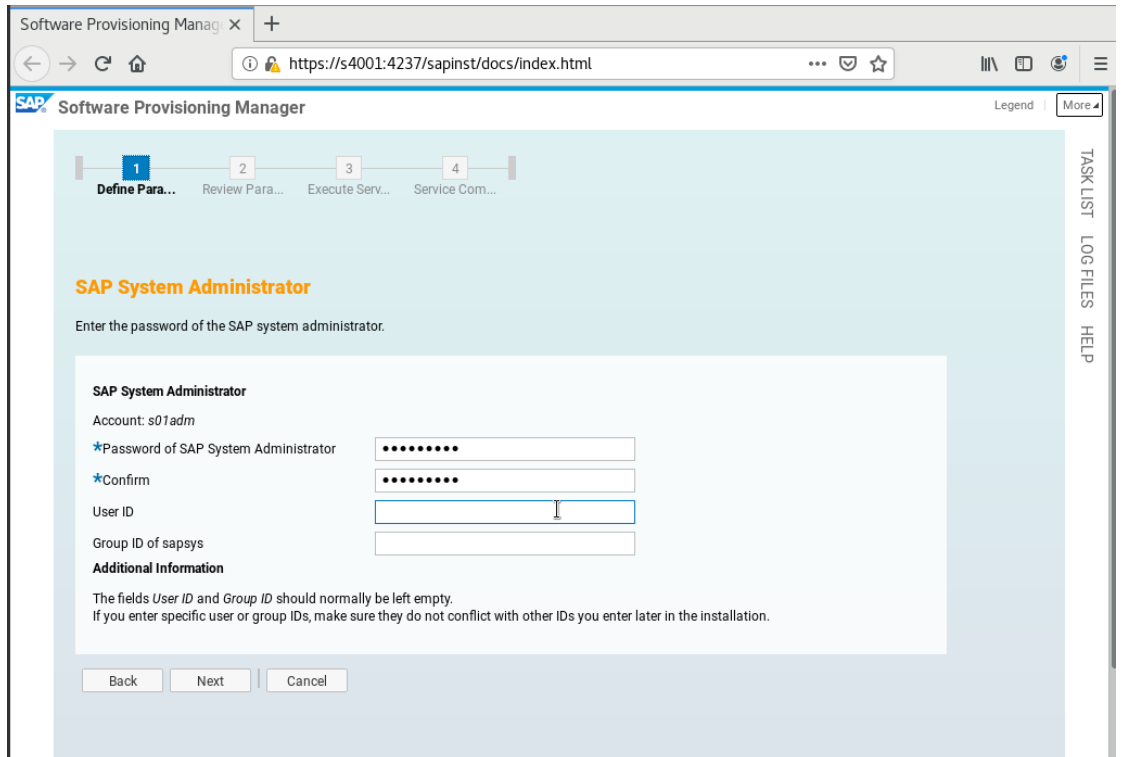 Software Provisioning Manag
https://s4001:4237/sapinst/docs/index.html
SAP Software Provisioning Manager
Legend
More
1 2 3 4
Define Para... Review Para... Execute Serv... Service Com...
TASK LIST
LOG FILES
HELP
SAP System Administrator
Enter the password of the SAP system administrator.
SAP System Administrator
Account: s01adm
*Password of SAP System Administrator •••••••••
*Confirm •••••••••
User ID
Group ID of sapsys
Additional Information
The fields User ID and Group ID should normally be left empty.
If you enter specific user or group IDs, make sure they do not conflict with other IDs you enter later in the installation.
Back Next Cancel